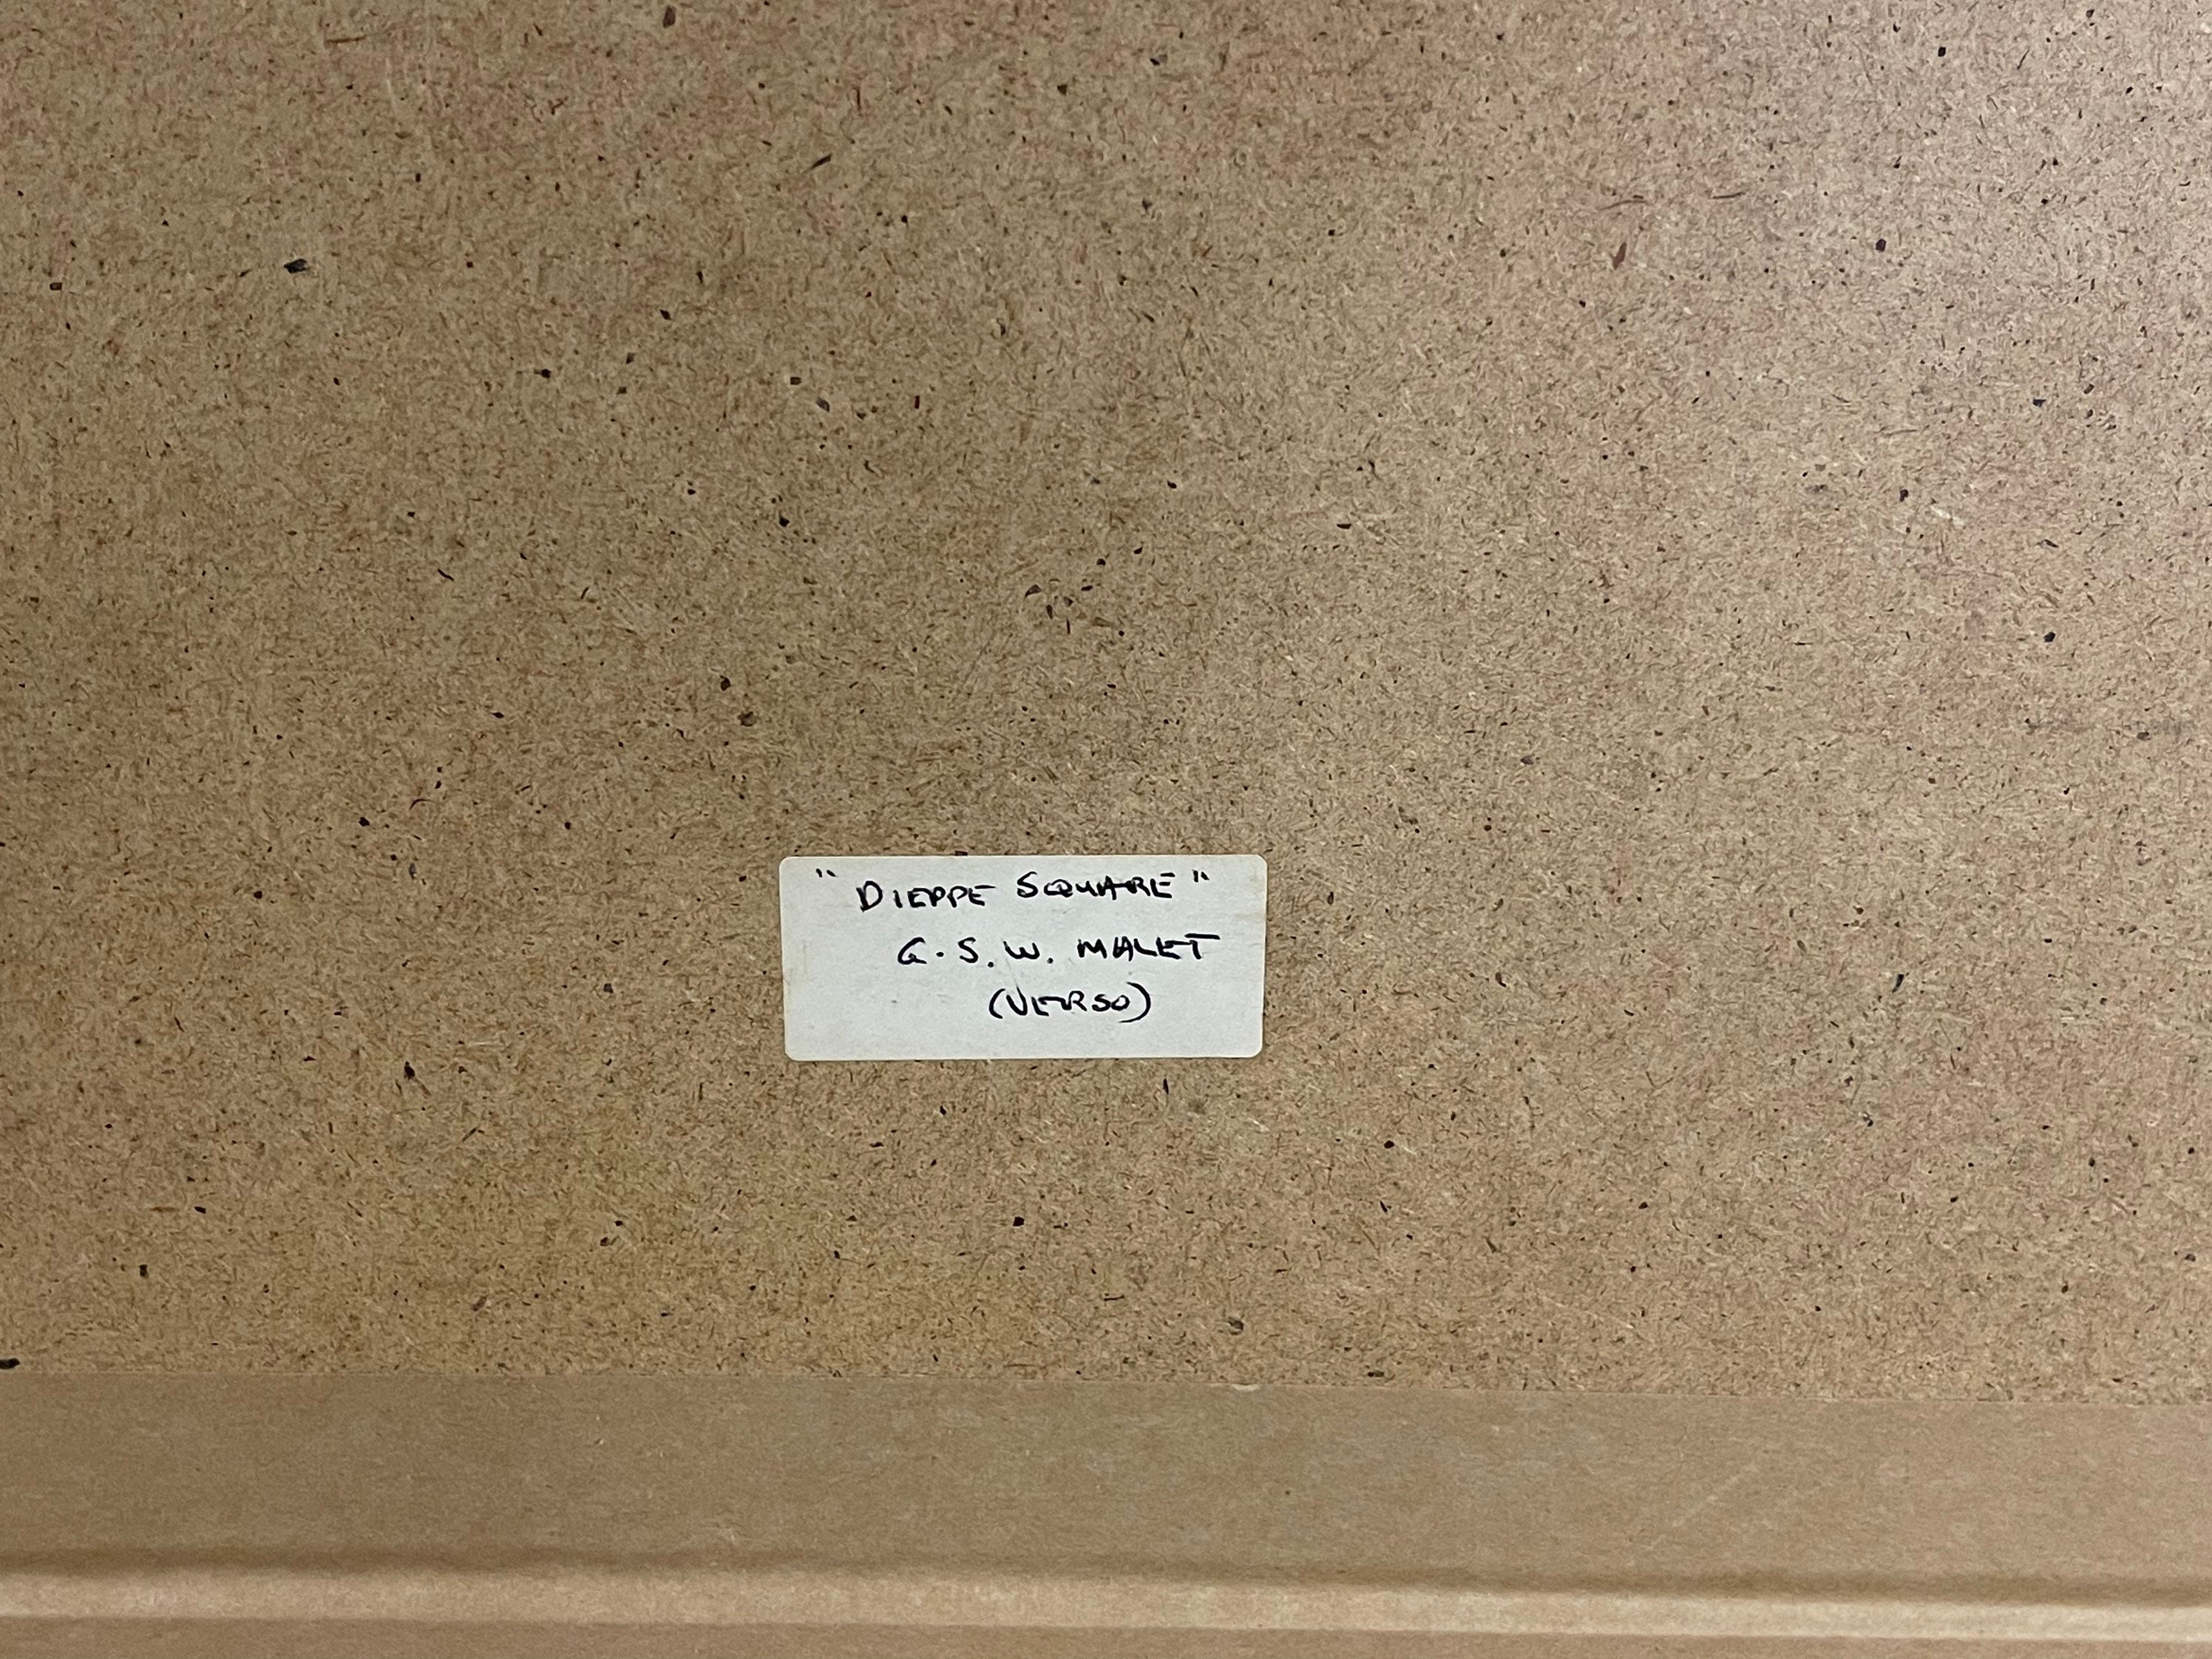 " DIEPPE SQUARE "
G. S. W. MALET
(VERSO)